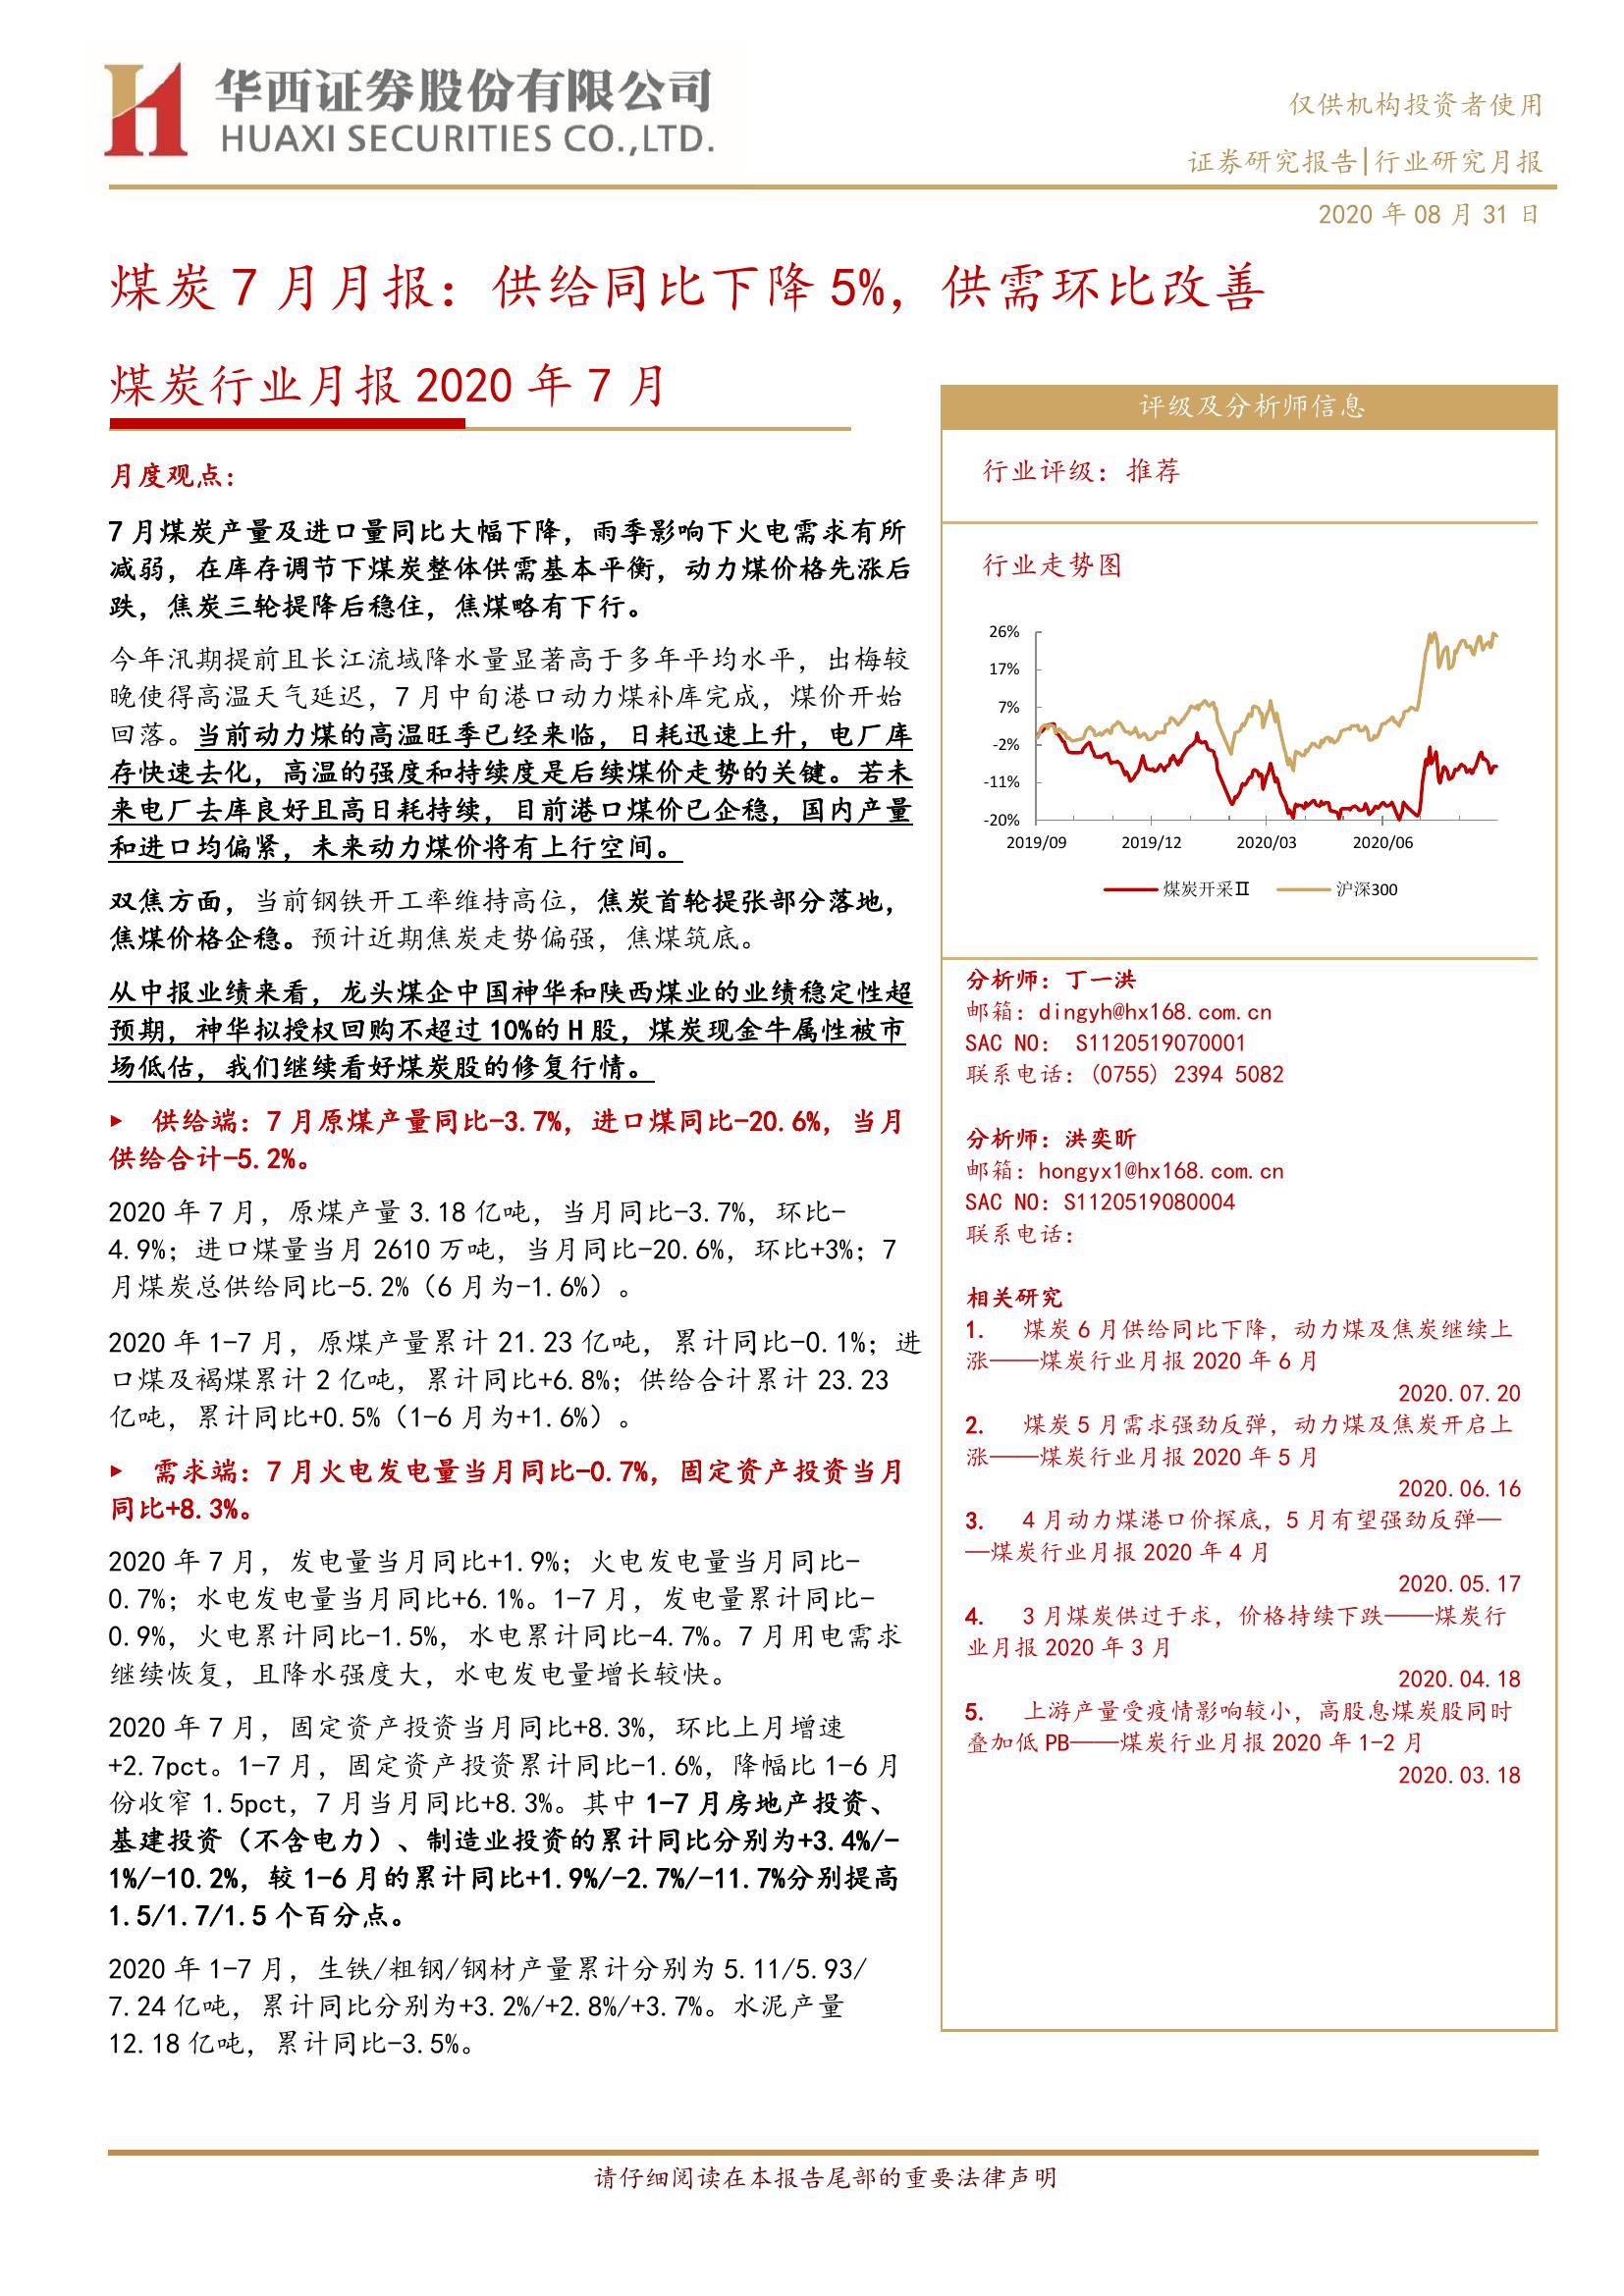 华西证券股份有限公司
HUAXI SECURITIES CO.,LTD.
仅供机构投资者使用
证券研究报告|行业研究月报
2020 年 08 月 31 日
煤炭 7 月月报：供给同比下降 5%，供需环比改善
煤炭行业月报 2020 年 7 月
月度观点：
7 月煤炭产量及进口量同比大幅下降，雨季影响下火电需求有所
减弱，在库存调节下煤炭整体供需基本平衡，动力煤价格先涨后
跌，焦炭三轮提降后稳住，焦煤略有下行。
今年汛期提前且长江流域降水量显著高于多年平均水平，出梅较
晚使得高温天气延迟，7 月中旬港口动力煤补库完成，煤价开始
回落。当前动力煤的高温旺季已经来临，日耗迅速上升，电厂库
存快速去化，高温的强度和持续度是后续煤价走势的关键。若未
来电厂去库良好且高日耗持续，目前港口煤价已企稳，国内产量
和进口均偏紧，未来动力煤价将有上行空间。
双焦方面，当前钢铁开工率维持高位，焦炭首轮提张部分落地，
焦煤价格企稳。预计近期焦炭走势偏强，焦煤筑底。
从中报业绩来看，龙头煤企中国神华和陕西煤业的业绩稳定性超
预期，神华拟授权回购不超过 10%的 H 股，煤炭现金牛属性被市
场低估，我们继续看好煤炭股的修复行情。
▶ 供给端：7 月原煤产量同比-3.7%，进口煤同比-20.6%，当月
供给合计-5.2%。
2020 年 7 月，原煤产量 3.18 亿吨，当月同比-3.7%，环比-
4.9%；进口煤量当月 2610 万吨，当月同比-20.6%，环比+3%；7
月煤炭总供给同比-5.2%（6 月为-1.6%）。
2020 年 1-7 月，原煤产量累计 21.23 亿吨，累计同比-0.1%；进
口煤及褐煤累计 2 亿吨，累计同比+6.8%；供给合计累计 23.23
亿吨，累计同比+0.5%（1-6 月为+1.6%）。
▶ 需求端：7 月火电发电量当月同比-0.7%，固定资产投资当月
同比+8.3%。
2020 年 7 月，发电量当月同比+1.9%；火电发电量当月同比-
0.7%；水电发电量当月同比+6.1%。1-7 月，发电量累计同比-
0.9%，火电累计同比-1.5%，水电累计同比-4.7%。7 月用电需求
继续恢复，且降水强度大，水电发电量增长较快。
2020 年 7 月，固定资产投资当月同比+8.3%，环比上月增速
+2.7pct。1-7 月，固定资产投资累计同比-1.6%，降幅比 1-6 月
份收窄 1.5pct，7 月当月同比+8.3%。其中 1-7 月房地产投资、
基建投资（不含电力）、制造业投资的累计同比分别为+3.4%/-
1%/-10.2%，较 1-6 月的累计同比+1.9%/-2.7%/-11.7%分别提高
1.5/1.7/1.5 个百分点。
2020 年 1-7 月，生铁/粗钢/钢材产量累计分别为 5.11/5.93/
7.24 亿吨，累计同比分别为+3.2%/+2.8%/+3.7%。水泥产量
12.18 亿吨，累计同比-3.5%。
评级及分析师信息
行业评级：推荐
行业走势图
26%
17%
7%
-2%
-11%
-20%
2019/09 2019/12 2020/03 2020/06
煤炭开采Ⅱ 沪深300
分析师：丁一洪
邮箱：dingyh@hx168.com.cn
SAC NO： S1120519070001
联系电话：(0755) 2394 5082
分析师：洪奕昕
邮箱：hongyx1@hx168.com.cn
SAC NO：S1120519080004
联系电话：
相关研究
1. 煤炭 6 月供给同比下降，动力煤及焦炭继续上
涨——煤炭行业月报 2020 年 6 月
2020.07.20
2. 煤炭 5 月需求强劲反弹，动力煤及焦炭开启上
涨——煤炭行业月报 2020 年 5 月
2020.06.16
3. 4 月动力煤港口价探底，5 月有望强劲反弹—
—煤炭行业月报 2020 年 4 月
2020.05.17
4. 3 月煤炭供过于求，价格持续下跌——煤炭行
业月报 2020 年 3 月
2020.04.18
5. 上游产量受疫情影响较小，高股息煤炭股同时
叠加低 PB——煤炭行业月报 2020 年 1-2 月
2020.03.18
请仔细阅读在本报告尾部的重要法律声明